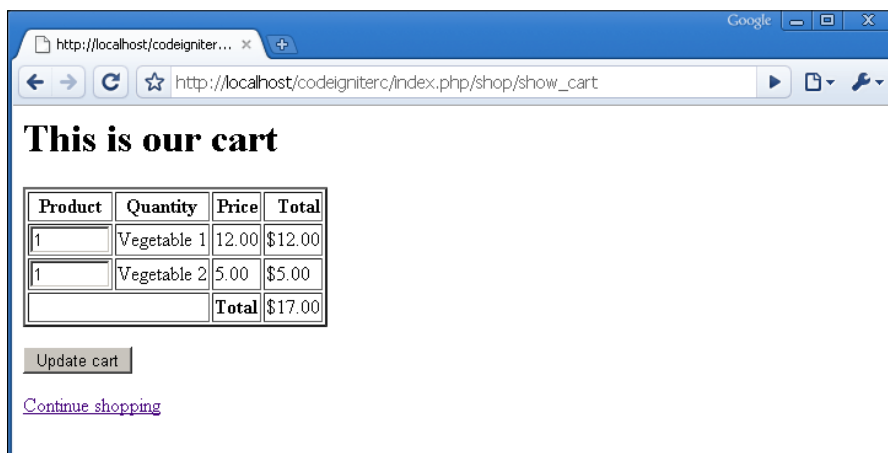 Google
http://localhost/codeigniter...
http://localhost/codeigniterc/index.php/shop/show_cart
This is our cart
Product Quantity Price Total
1 Vegetable 1 12.00 $12.00
1 Vegetable 2 5.00 $5.00
Total $17.00
Update cart
Continue shopping